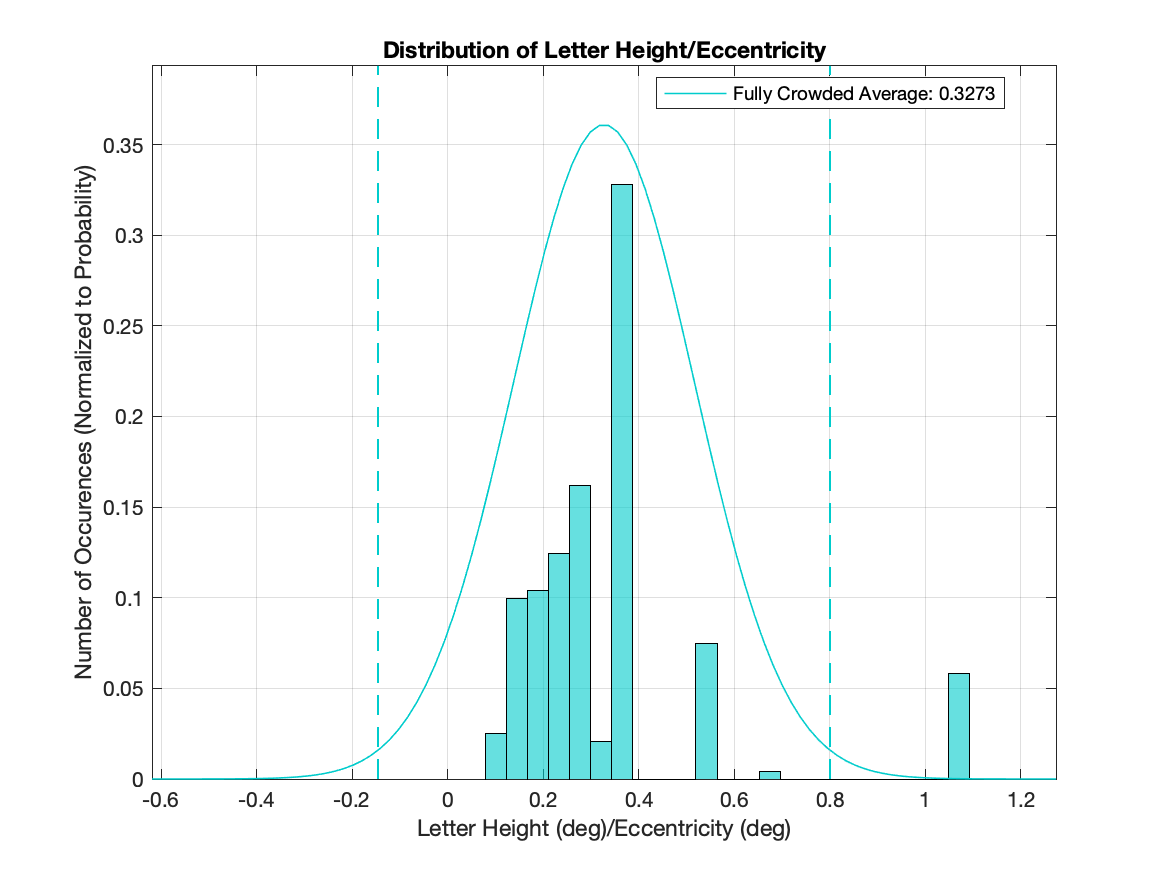 Distribution of Letter Height/Eccentricity
Fully Crowded Average: 0.3273
Number of Occurences (Normalized to Probability)
0.35
0.3
0.25
0.2
0.15
0.1
0.05
0
-0.6 -0.4 -0.2 0 0.2 0.4 0.6 0.8 1 1.2
Letter Height (deg)/Eccentricity (deg)